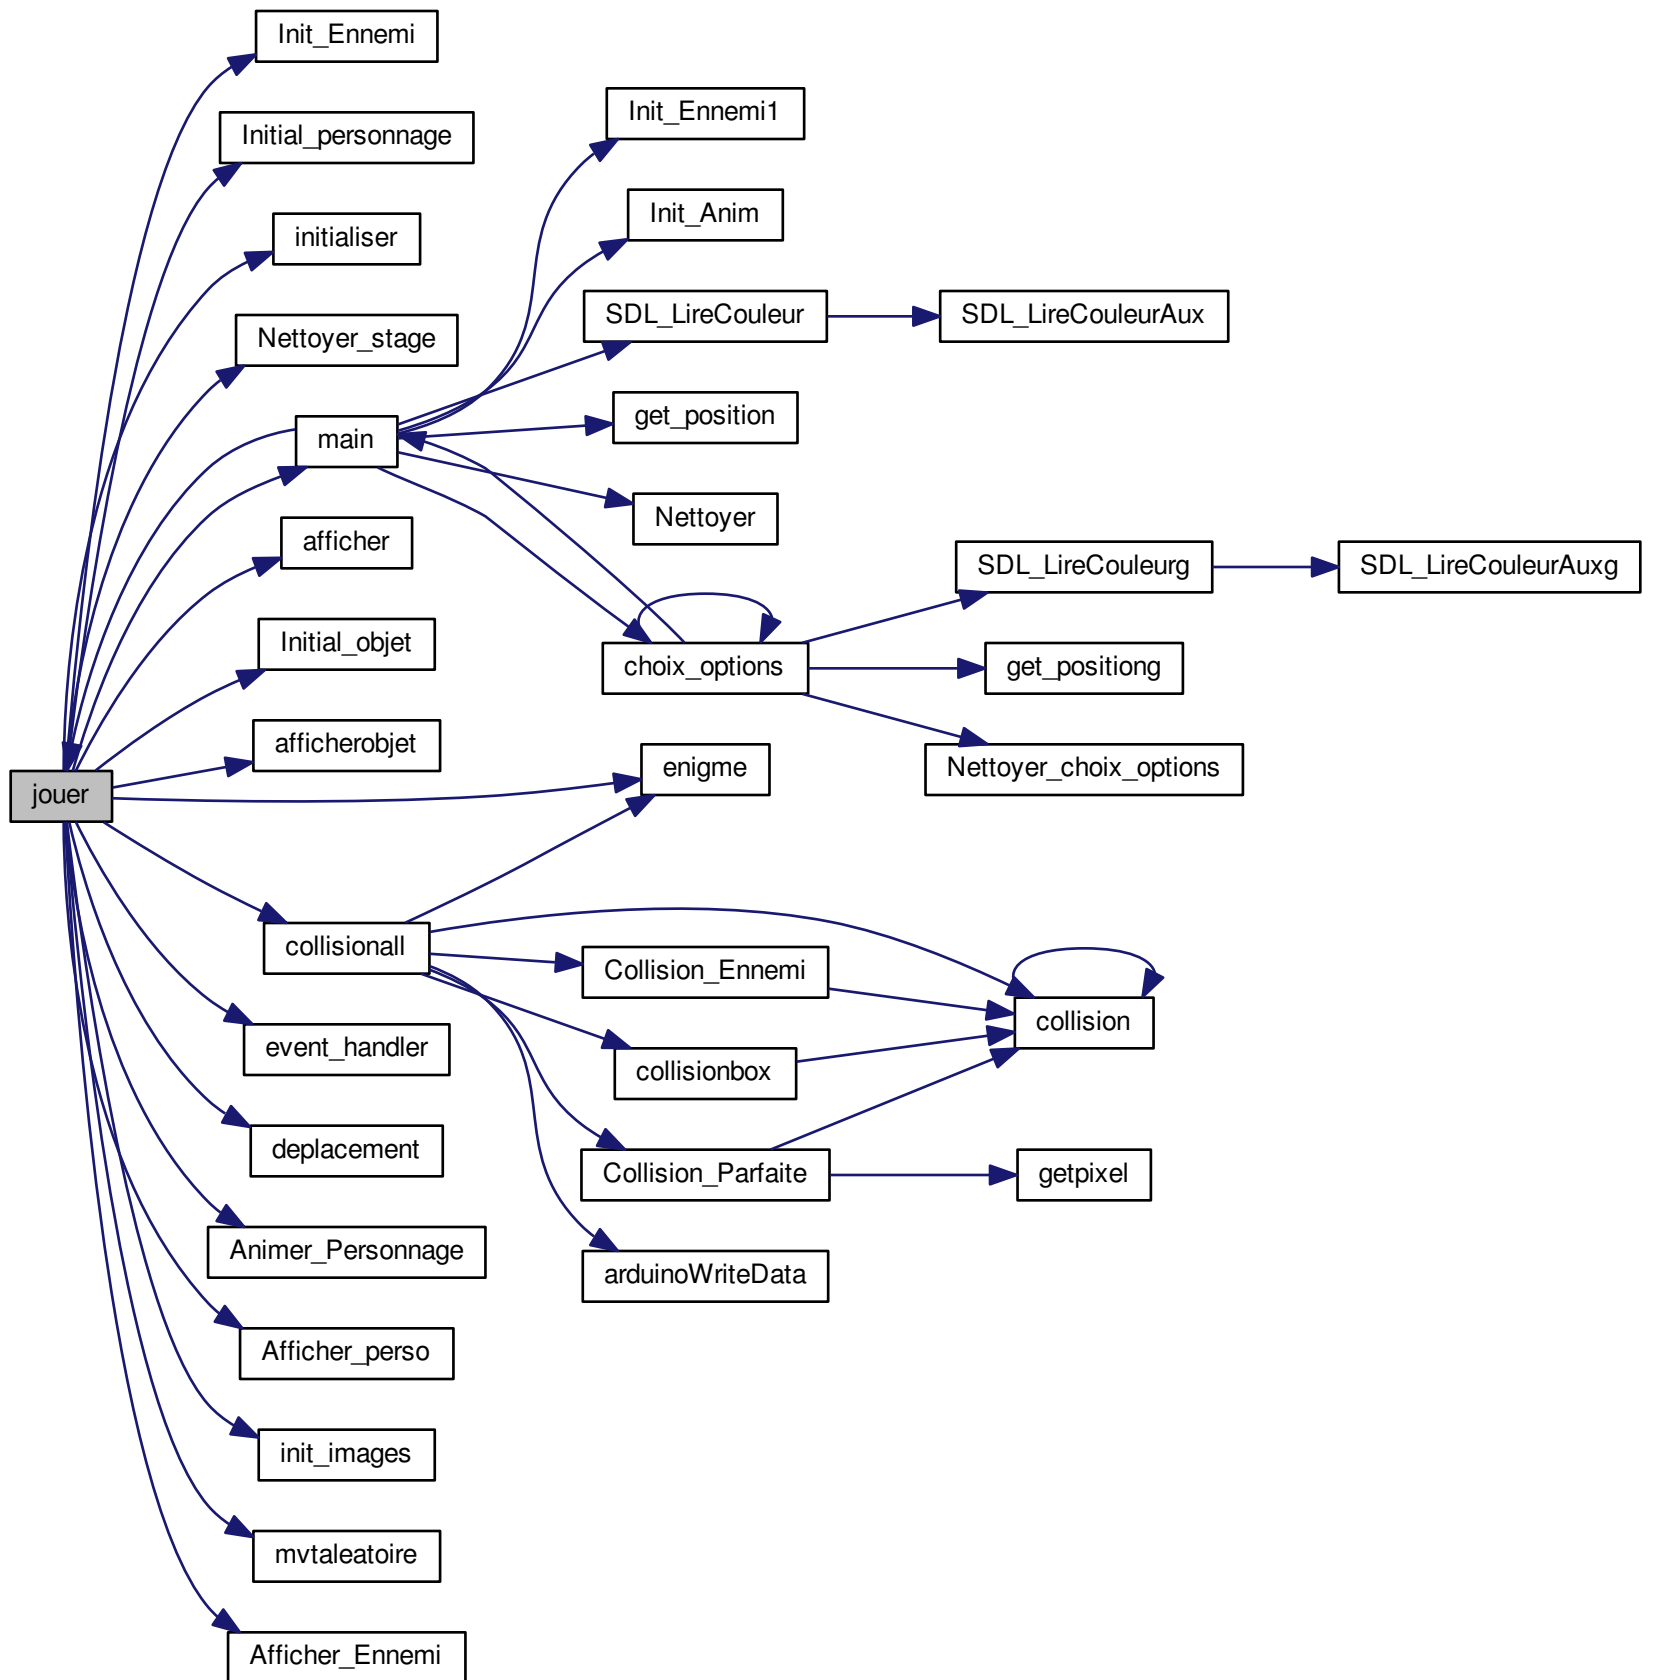 Init_Ennemi
Init_Ennemi1
Initial_personnage
Init_Anim
initialiser
SDL_LireCouleur
SDL_LireCouleurAux
Nettoyer_stage
get_position
main
Nettoyer
afficher
SDL_LireCouleurg
SDL_LireCouleurAuxg
Initial_objet
choix_options
get_positiong
afficherobjet
enigme
Nettoyer_choix_options
jouer
collisionall
Collision_Ennemi
collision
event_handler
collisionbox
deplacement
Collision_Parfaite
getpixel
Animer_Personnage
arduinoWriteData
Afficher_perso
init_images
mvtaleatoire
Afficher_Ennemi